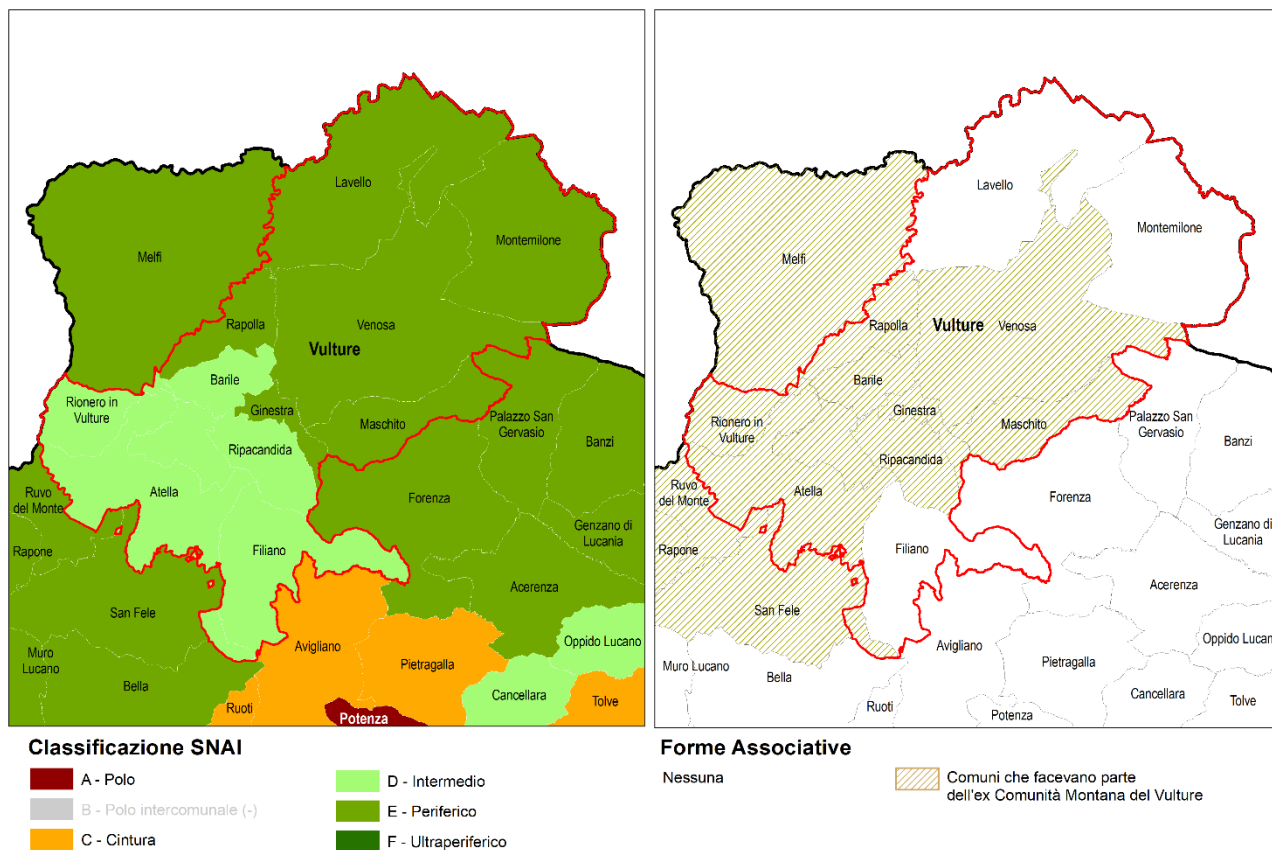 Lavello
Montemilone
Melfi
Rapolla
Venosa
Vulture
Barile
Rionero in
Vulture
Ginestra
Maschito
Palazzo San
Gervasio
Banzi
Ripacandida
Ruvo
del Monte
Atella
Forenza
Genzano di
Lucania
Rapone
Filiano
Acerenza
San Fele
Avigliano
Oppido Lucano
Muro
Lucano
Bella
Pietragalla
Cancellara
Ruoti
Tolve
Potenza
Lavello
Montemilone
Melfi
Rapolla
Vulture
Venosa
Barile
Ginestra
Rionero in
Vulture
Maschito
Palazzo San
Gervasio
Banzi
Ripacandida
Ruvo
del Monte
Atella
Forenza
Genzano di
Lucania
Rapone
Filiano
Acerenza
San Fele
Avigliano
Oppido Lucano
Muro Lucano
Bella
Pietragalla
Cancellara
Ruoti
Tolve
Potenza
Classificazione SNAI
A - Polo
B - Polo intercomunale (-)
C - Cintura
D - Intermedio
E - Periferico
F - Ultraperiferico
Forme Associative
Nessuna
Comuni che facevano parte
dell'ex Comunità Montana del Vulture